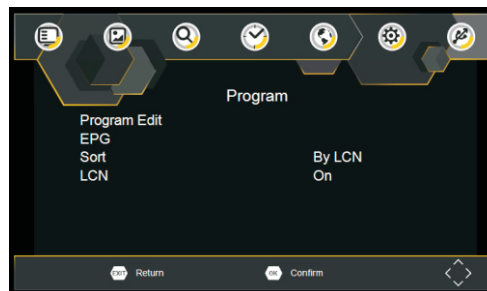 Program
Program Edit
EPG
Sort By LCN
LCN On
EXIT Return OK Confirm